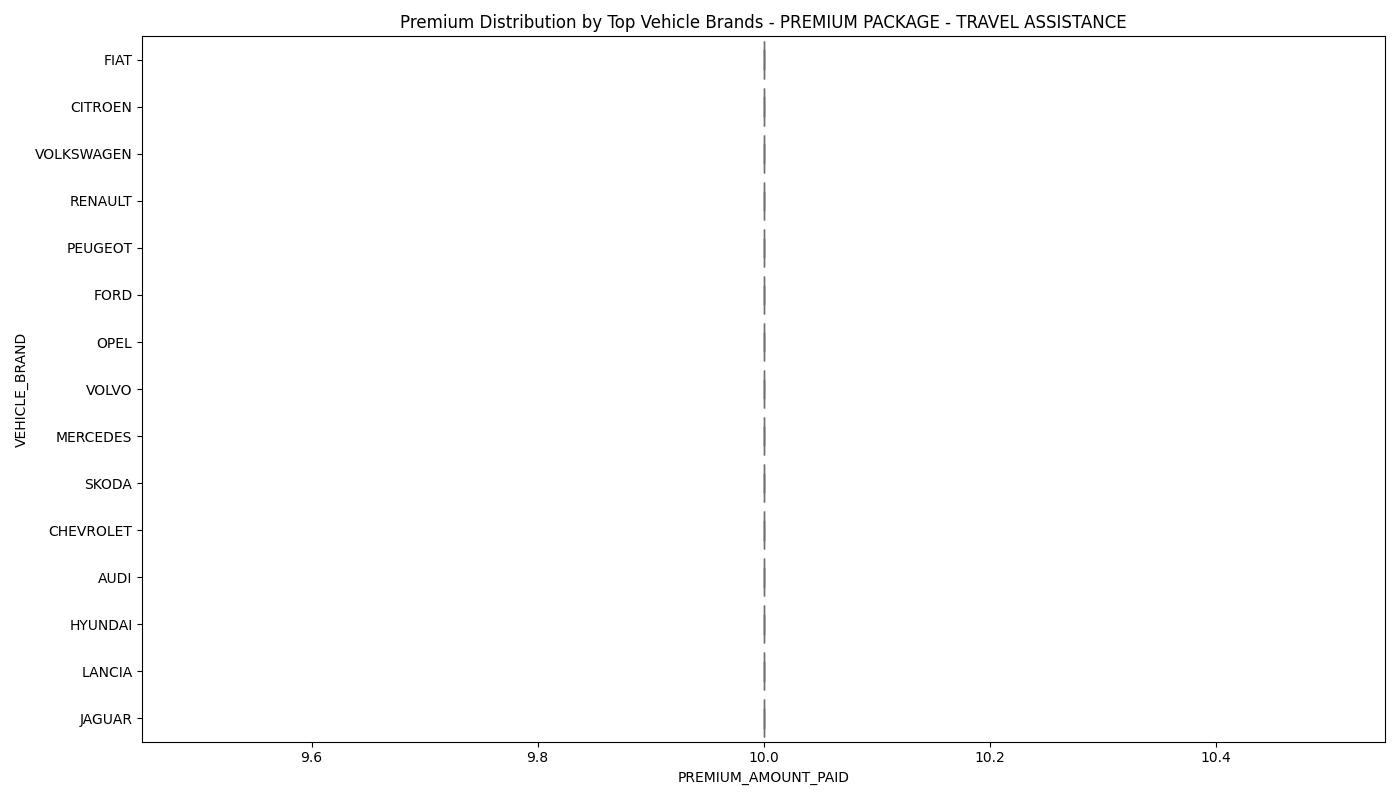 Premium Distribution by Top Vehicle Brands - PREMIUM PACKAGE - TRAVEL ASSISTANCE
VEHICLE_BRAND
FIAT
CITROEN
VOLKSWAGEN
RENAULT
PEUGEOT
FORD
OPEL
VOLVO
MERCEDES
SKODA
CHEVROLET
AUDI
HYUNDAI
LANCIA
JAGUAR
9.6 9.8 10.0 10.2 10.4
PREMIUM_AMOUNT_PAID